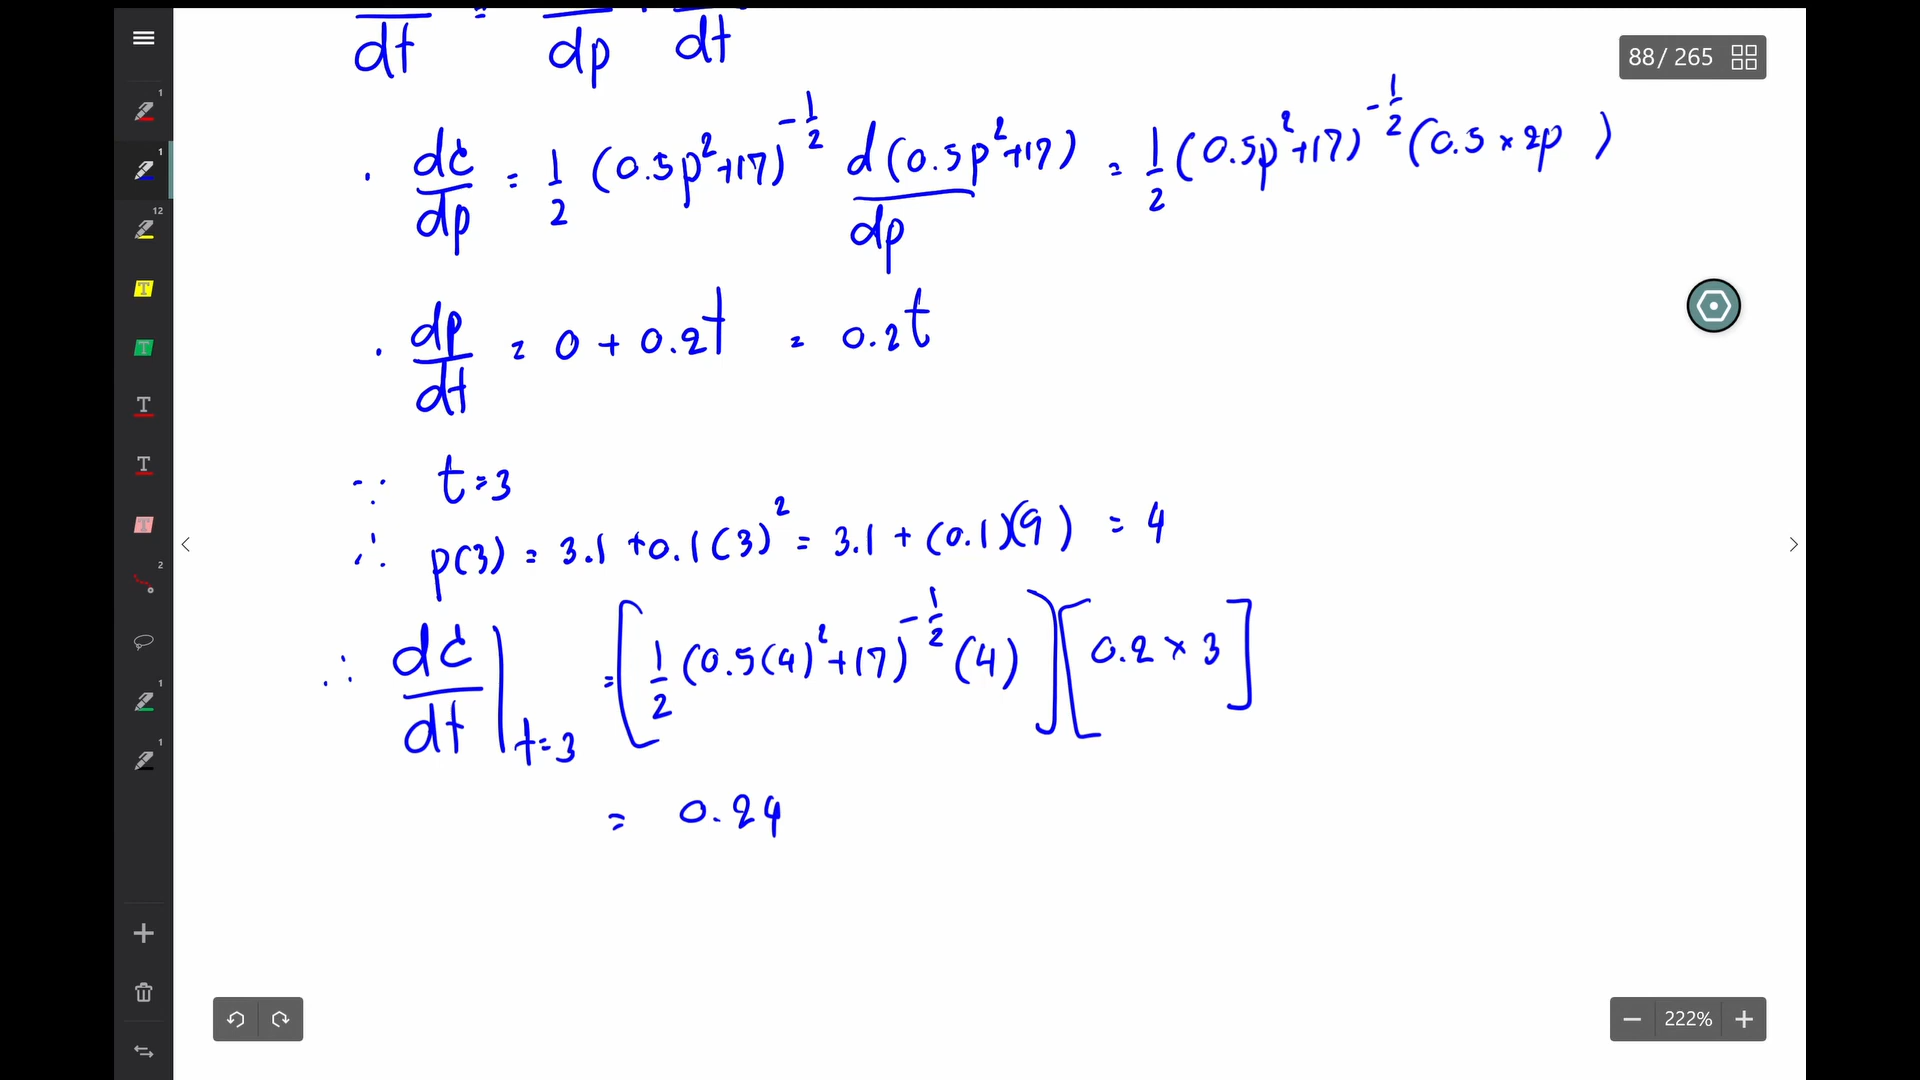 88 / 265
dt = dp · dt
· dc/dp = 1/2 (0.5p²+17)^(-1/2) d(0.5p²+17)/dp = 1/2 (0.5p²+17)^(-1/2) (0.5 × 2p )
· dp/dt = 0 + 0.2t = 0.2t
∵ t=3
∴ p(3) = 3.1 +0.1(3)² = 3.1 + (0.1)(9) = 4
∴ dc/dt |t=3 = [1/2 (0.5(4)²+17)^(-1/2) (4)] [0.2 × 3]
= 0.24
222%